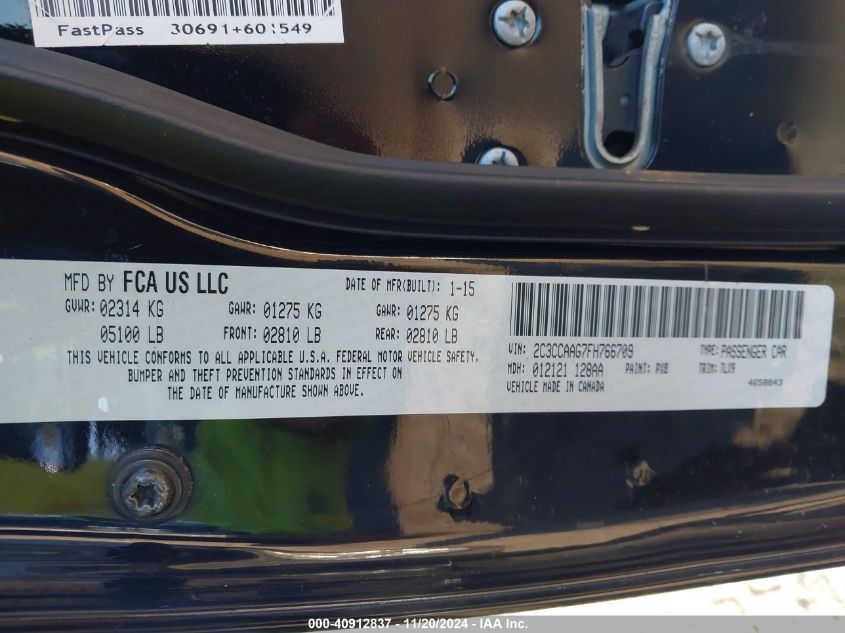 FastPass 30691+601549
MFD BY FCA US LLC DATE OF MFR(BUILT): 1-15
GVWR: 02314 KG GAWR: 01275 KG GAWR: 01275 KG
05100 LB FRONT: 02810 LB REAR: 02810 LB
THIS VEHICLE CONFORMS TO ALL APPLICABLE U.S.A. FEDERAL MOTOR VEHICLE SAFETY,
BUMPER AND THEFT PREVENTION STANDARDS IN EFFECT ON
THE DATE OF MANUFACTURE SHOWN ABOVE.
VIN: 2C3CCAAG7FH766709 TYPE: PASSENGER CAR
MDH: 012121 128AA PAINT: PX8 TRIM: TLX9
VEHICLE MADE IN CANADA 4658843
000-40912837 - 11/20/2024 - IAA Inc.